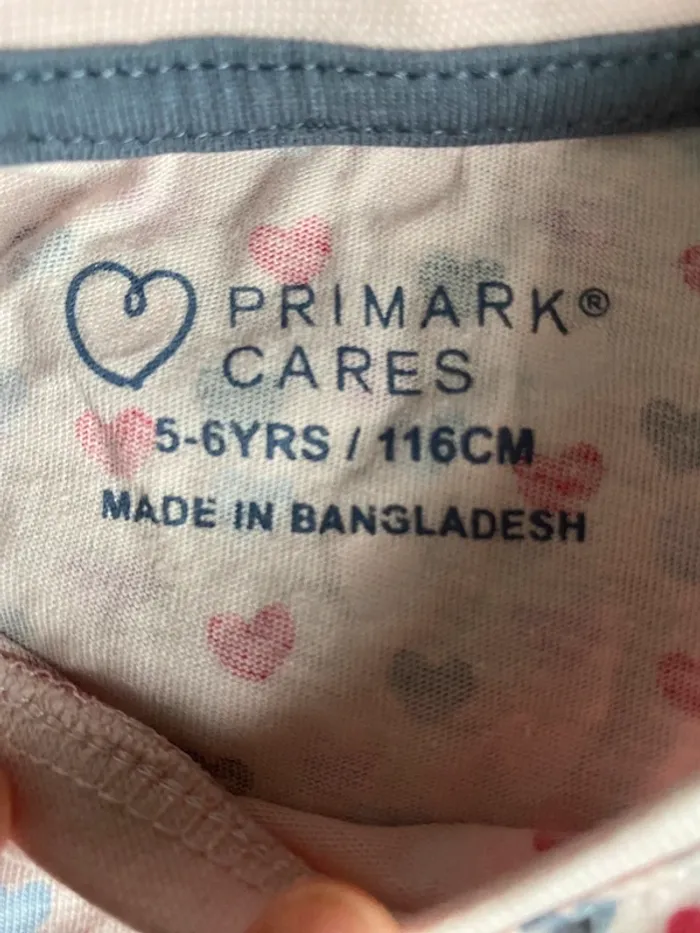 PRIMARK®
CARES
5-6YRS / 116CM
MADE IN BANGLADESH